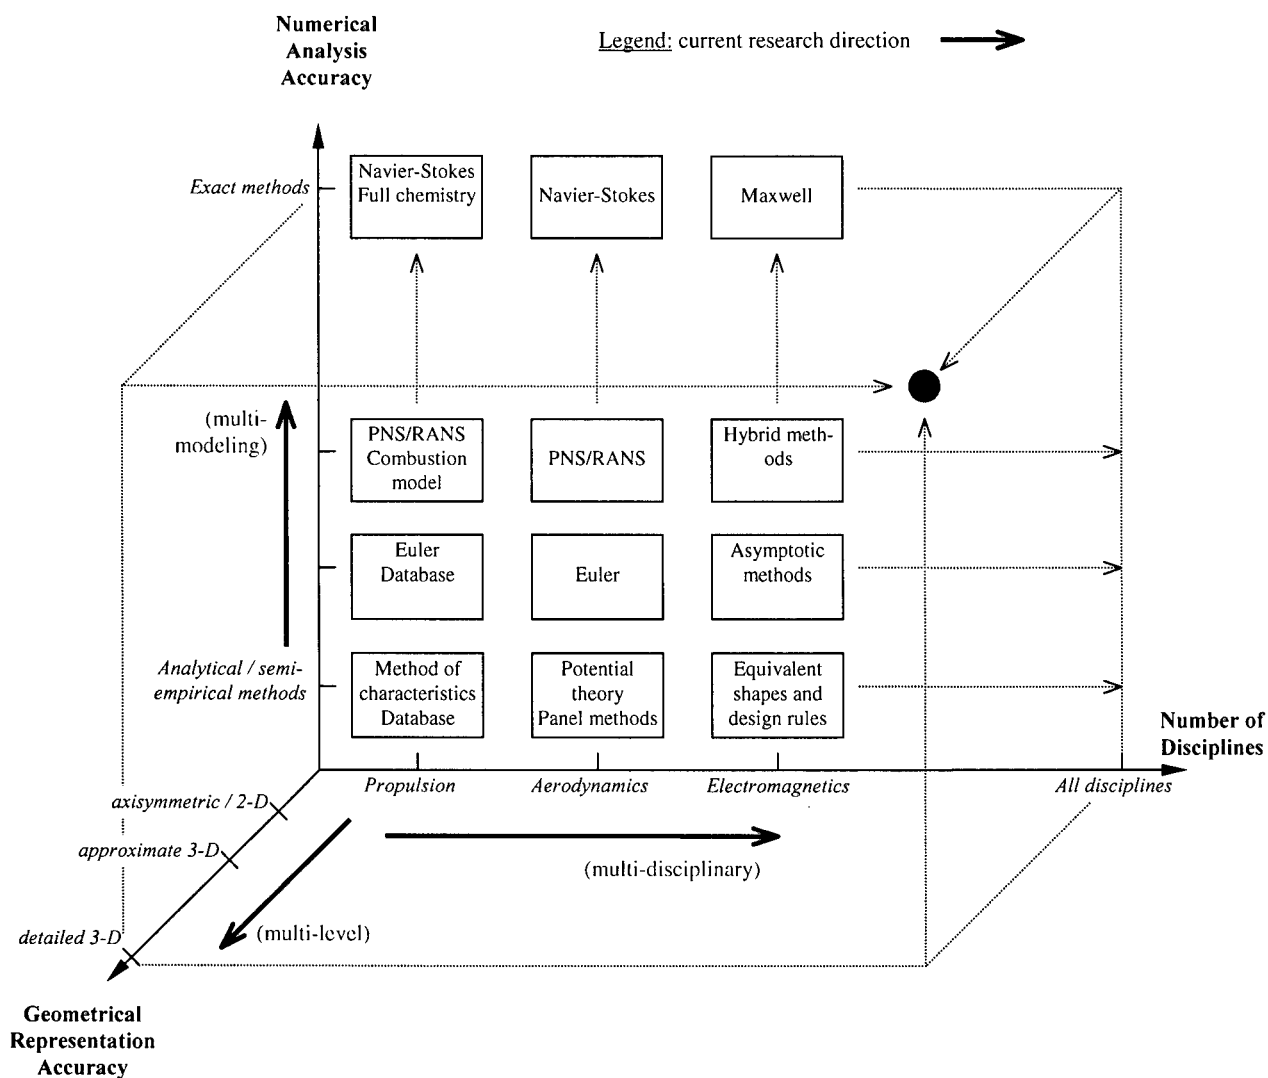 Numerical
Analysis
Accuracy
Legend: current research direction
Exact methods
Navier-Stokes
Full chemistry
Navier-Stokes
Maxwell
(multi-
modeling)
PNS/RANS
Combustion
model
PNS/RANS
Hybrid meth-
ods
Euler
Database
Euler
Asymptotic
methods
Analytical / semi-
empirical methods
Method of
characteristics
Database
Potential
theory
Panel methods
Equivalent
shapes and
design rules
Number of
Disciplines
Propulsion
Aerodynamics
Electromagnetics
All disciplines
axisymmetric / 2-D
approximate 3-D
(multi-disciplinary)
detailed 3-D
(multi-level)
Geometrical
Representation
Accuracy